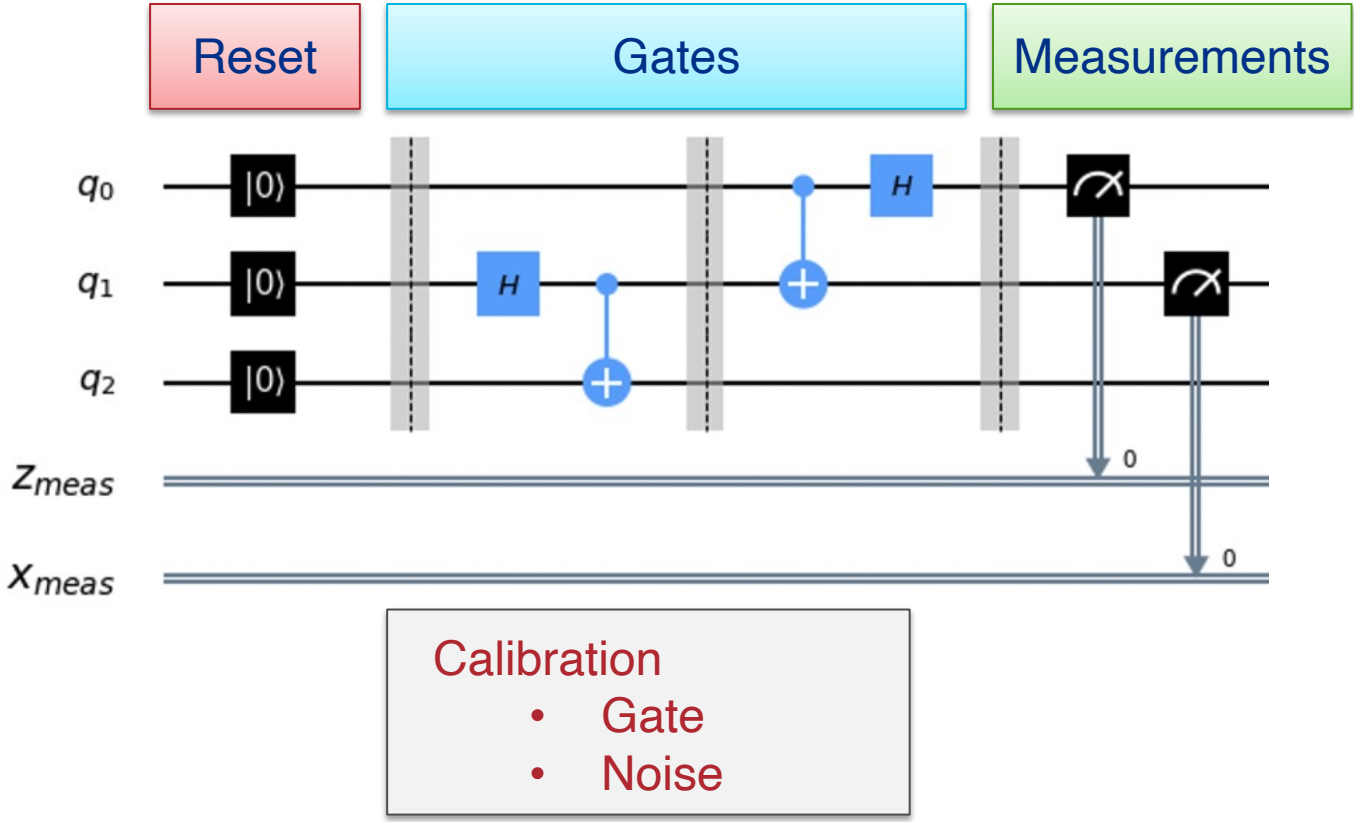 Reset Gates Measurements
q0 |0⟩ H
q1 |0⟩ H
q2 |0⟩
zmeas 0
xmeas 0
Calibration
• Gate
• Noise